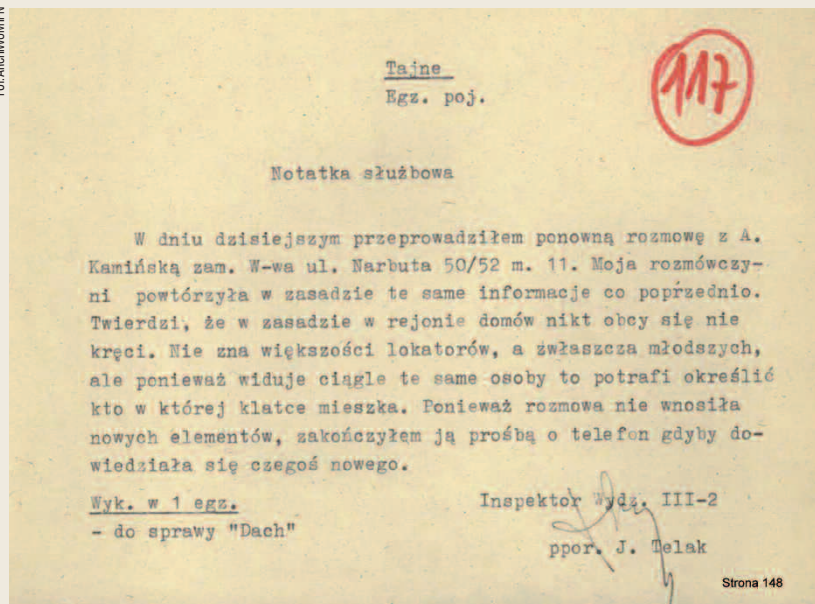 Tajne
Egz. poj.
117
Notatka służbowa
W dniu dzisiejszym przeprowadziłem ponowną rozmowę z A.
Kamińską zam. W-wa ul. Narbuta 50/52 m. 11. Moja rozmówczy-
ni powtórzyła w zasadzie te same informacje co poprzednio.
Twierdzi, że w zasadzie w rejonie domów nikt obcy się nie
kręci. Nie zna większości lokatorów, a zwłaszcza młodszych,
ale ponieważ widuje ciągle te same osoby to potrafi określić
kto w której klatce mieszka. Ponieważ rozmowa nie wnosiła
nowych elementów, zakończyłem ją prośbą o telefon gdyby do-
wiedziała się czegoś nowego.
Wyk. w 1 egz.
- do sprawy "Dach"
Inspektor Wydz. III-2
ppor. J. Telak
Strona 148